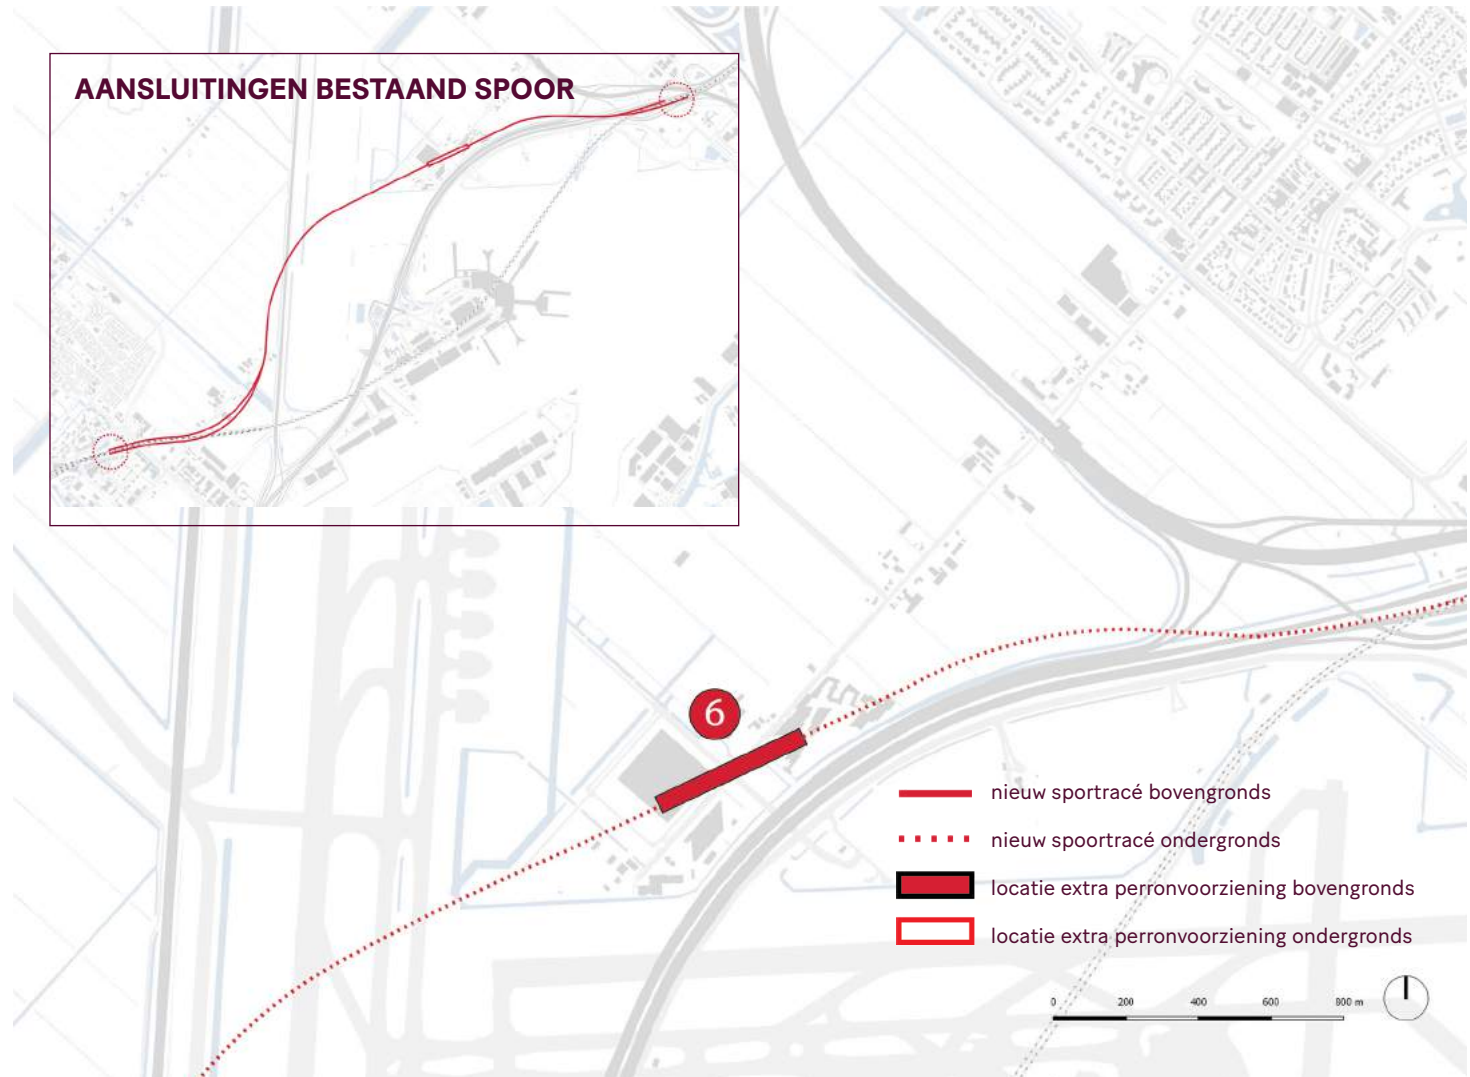 AANSLUITINGEN BESTAAND SPOOR
6
nieuw sportracé bovengronds
nieuw spoortracé ondergronds
locatie extra perronvoorziening bovengronds
locatie extra perronvoorziening ondergronds
0 200 400 600 800 m